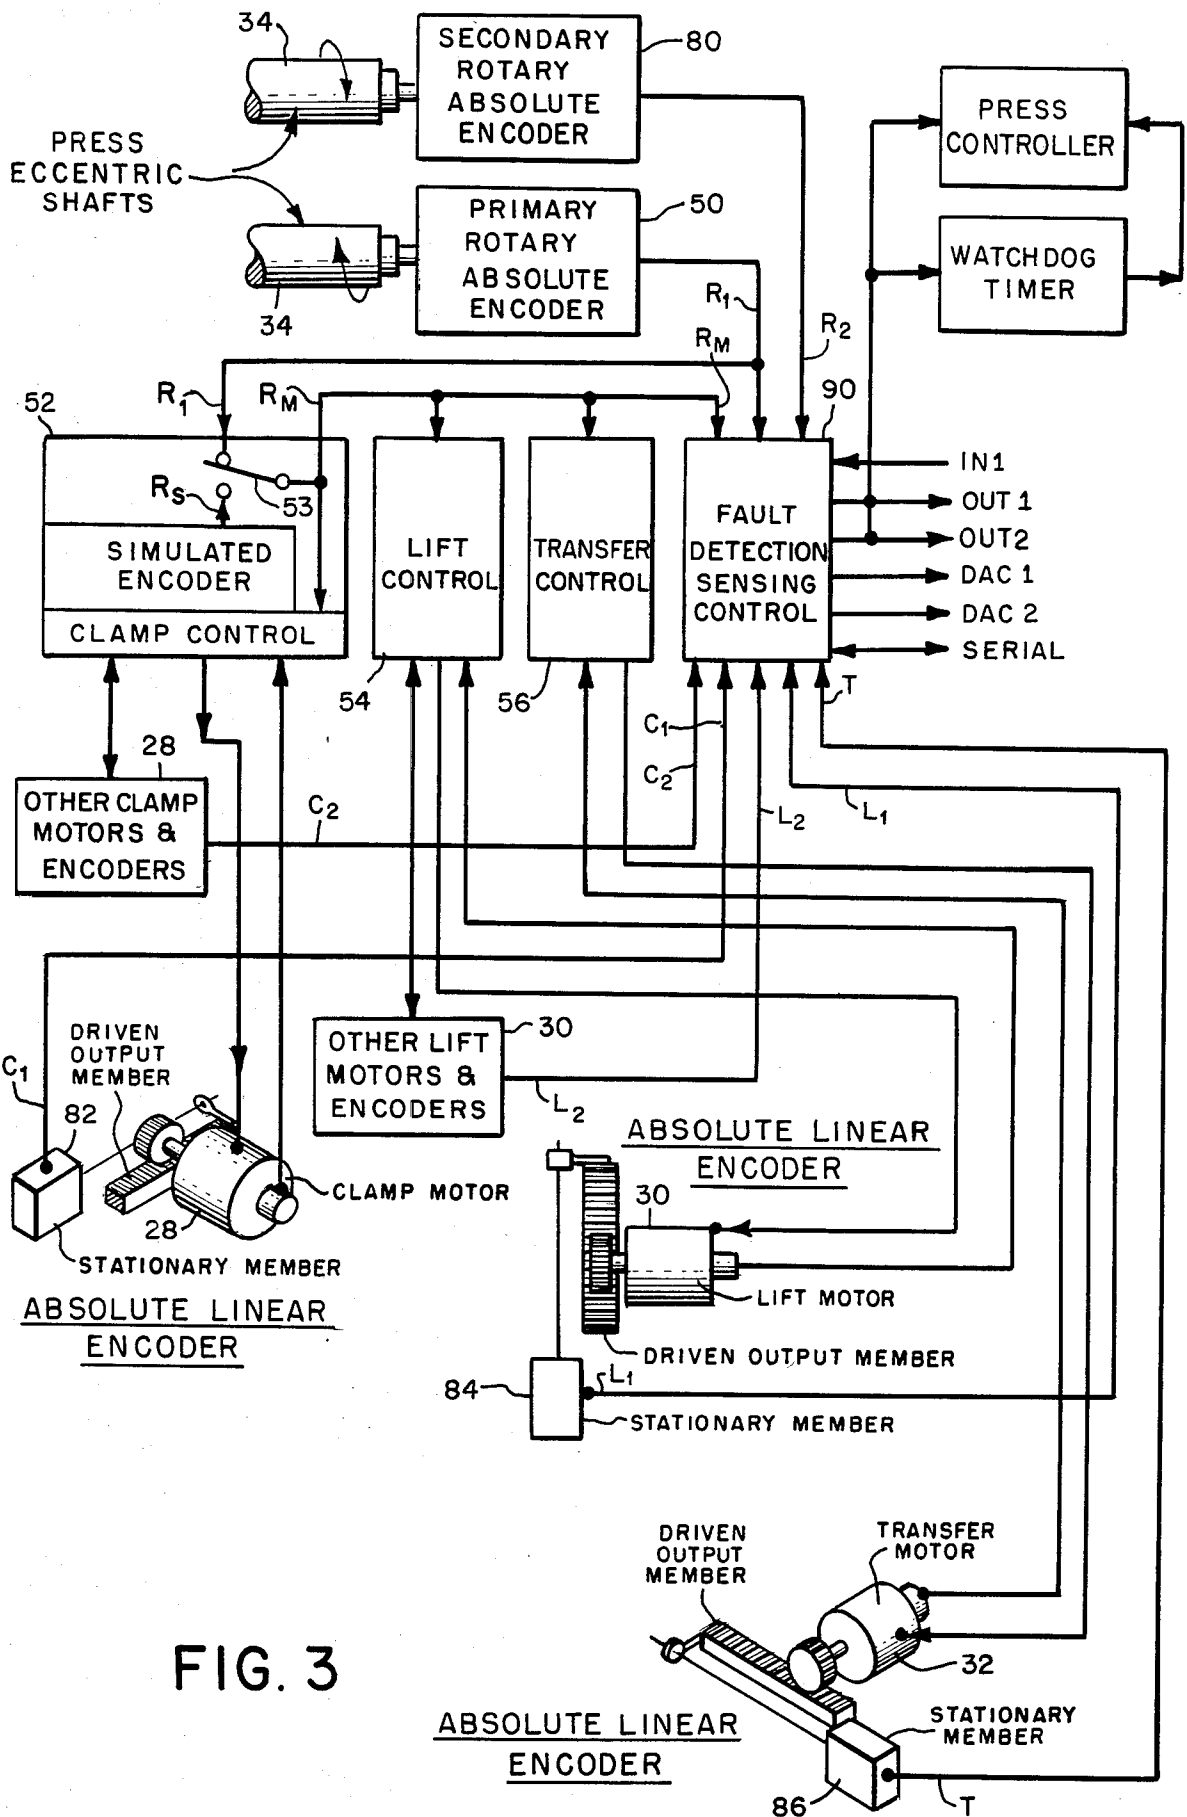 34
SECONDARY
ROTARY
ABSOLUTE
ENCODER
80
PRESS
ECCENTRIC
SHAFTS
PRESS
CONTROLLER
34
PRIMARY
ROTARY
ABSOLUTE
ENCODER
50
WATCHDOG
TIMER
R1
RM
R2
R1
RM
52
90
RS
53
SIMULATED
ENCODER
CLAMP CONTROL
LIFT
CONTROL
TRANSFER
CONTROL
FAULT
DETECTION
SENSING
CONTROL
IN1
OUT 1
OUT2
DAC 1
DAC 2
SERIAL
54
56
C1
T
C2
28
OTHER CLAMP
MOTORS &
ENCODERS
C2
L2
L1
30
OTHER LIFT
MOTORS &
ENCODERS
L2
DRIVEN
OUTPUT
MEMBER
C1
82
CLAMP MOTOR
28
STATIONARY MEMBER
ABSOLUTE LINEAR
ENCODER
ABSOLUTE LINEAR
ENCODER
30
LIFT MOTOR
DRIVEN OUTPUT MEMBER
84
L1
STATIONARY MEMBER
DRIVEN
OUTPUT
MEMBER
TRANSFER
MOTOR
32
FIG. 3
ABSOLUTE LINEAR
ENCODER
STATIONARY
MEMBER
86
T